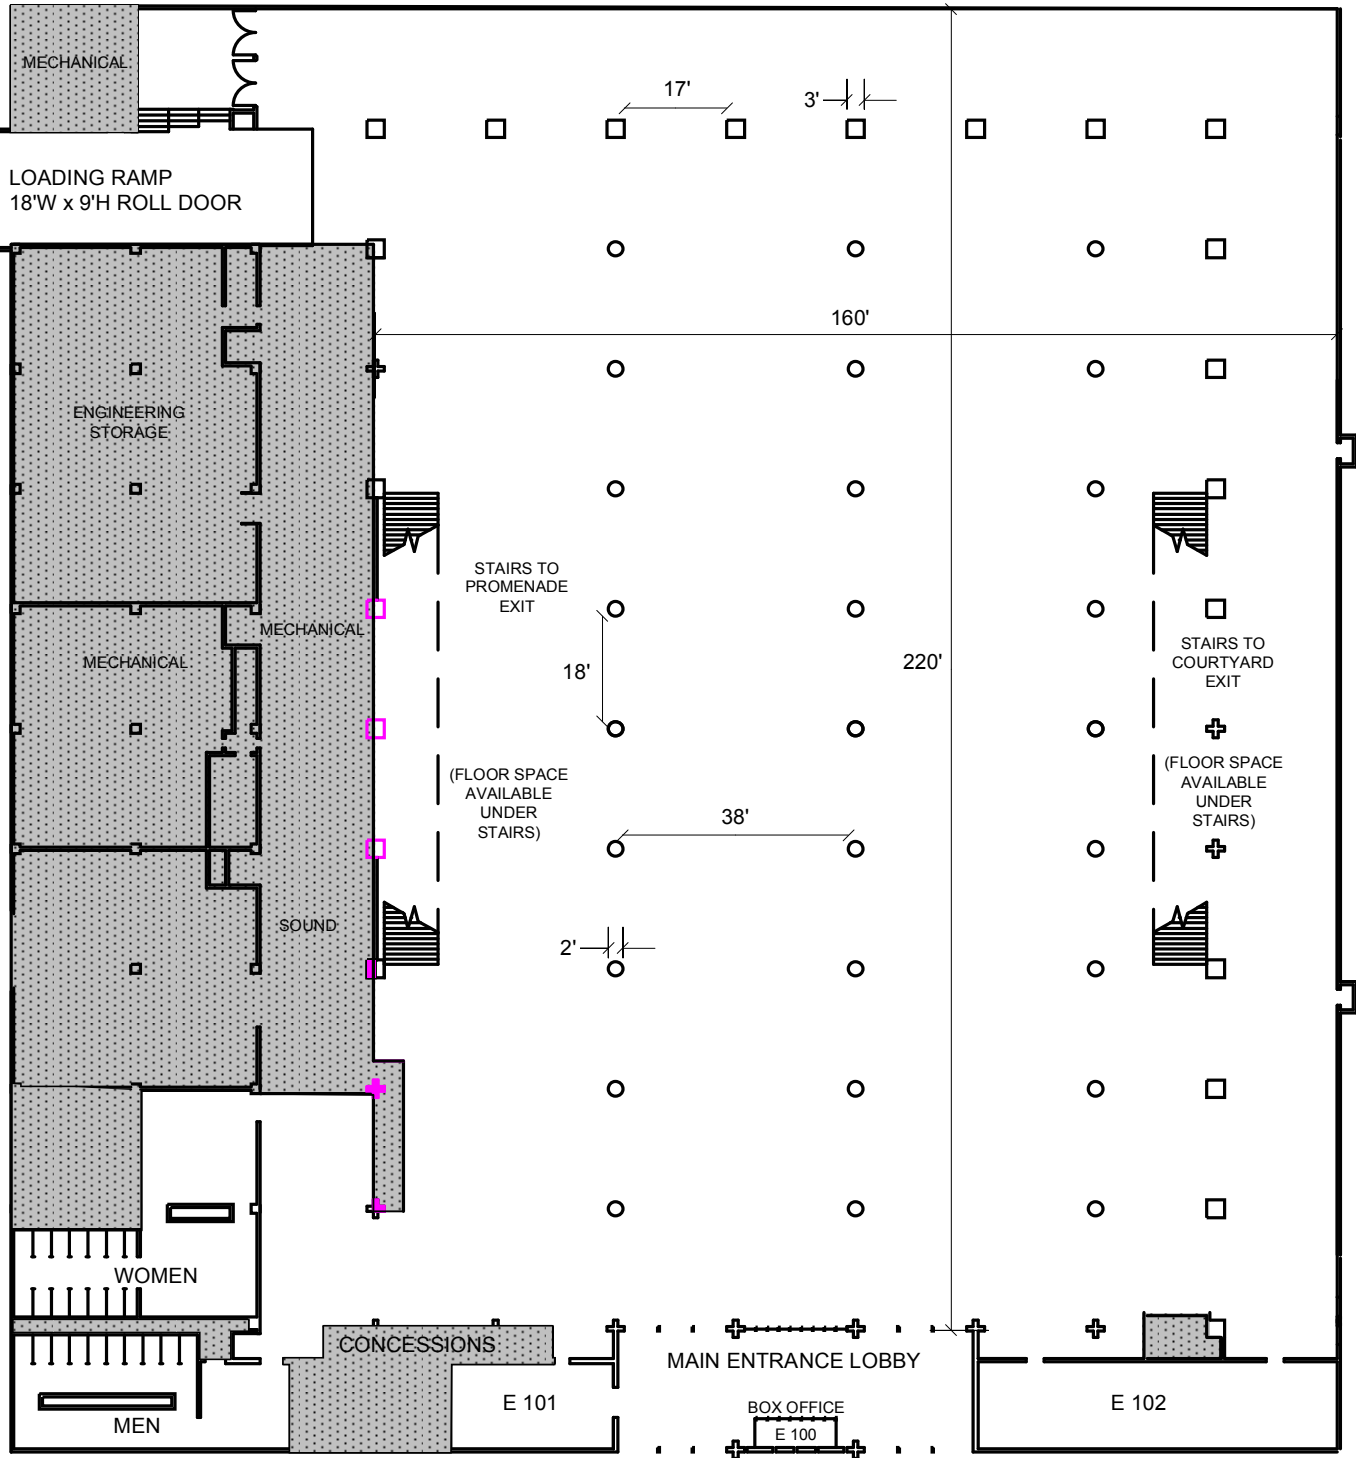 MECHANICAL
17'
3'
LOADING RAMP
18'W x 9'H ROLL DOOR
160'
ENGINEERING
STORAGE
STAIRS TO
PROMENADE
EXIT
MECHANICAL
MECHANICAL
18'
220'
STAIRS TO
COURTYARD
EXIT
(FLOOR SPACE
AVAILABLE
UNDER
STAIRS)
(FLOOR SPACE
AVAILABLE
UNDER
STAIRS)
38'
SOUND
2'
WOMEN
CONCESSIONS
MAIN ENTRANCE LOBBY
E 101
BOX OFFICE
E 100
E 102
MEN